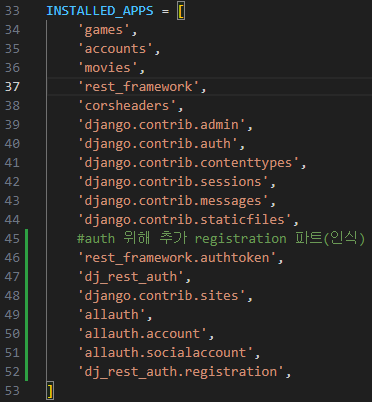 33 INSTALLED_APPS = [
34 'games',
35 'accounts',
36 'movies',
37 'rest_framework',
38 'corsheaders',
39 'django.contrib.admin',
40 'django.contrib.auth',
41 'django.contrib.contenttypes',
42 'django.contrib.sessions',
43 'django.contrib.messages',
44 'django.contrib.staticfiles',
45 #auth 위해 추가 registration 파트(인식)
46 'rest_framework.authtoken',
47 'dj_rest_auth',
48 'django.contrib.sites',
49 'allauth',
50 'allauth.account',
51 'allauth.socialaccount',
52 'dj_rest_auth.registration',
53 ]